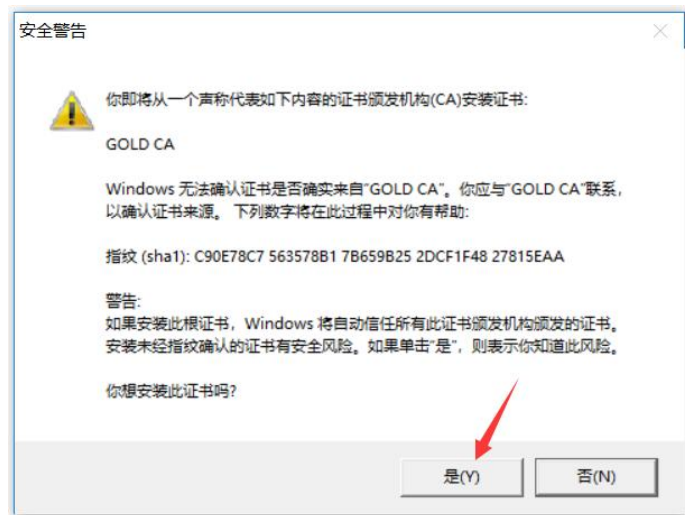 安全警告
你即将从一个声称代表如下内容的证书颁发机构(CA)安装证书:
GOLD CA
Windows 无法确认证书是否确实来自"GOLD CA"。你应与"GOLD CA"联系，
以确认证书来源。 下列数字将在此过程中对你有帮助:
指纹 (sha1): C90E78C7 563578B1 7B659B25 2DCF1F48 27815EAA
警告:
如果安装此根证书，Windows 将自动信任所有此证书颁发机构颁发的证书。
安装未经指纹确认的证书有安全风险。如果单击"是"，则表示你知道此风险。
你想安装此证书吗?
是(Y)
否(N)